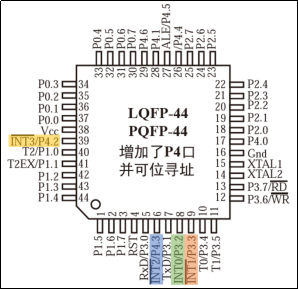 P0.4 P0.5 P0.6 P0.7 P4.6 P4.1 ALE/P4.5 /P4.4 P2.7 P2.6 P2.5
33 32 31 30 29 28 27 26 25 24 23
P0.3 34
P0.2 35
P0.1 36
P0.0 37
Vcc 38
INT3/P4.2 39
T2/P1.0 40
T2EX/P1.1 41
P1.2 42
P1.3 43
P1.4 44
LQFP-44
PQFP-44
增加了P4口
并可位寻址
22 P2.4
21 P2.3
20 P2.2
19 P2.1
18 P2.0
17 P4.0
16 Gnd
15 XTAL1
14 XTAL2
13 P3.7/RD
12 P3.6/WR
1 2 3 4 5 6 7 8 9 10 11
P1.5 P1.6 P1.7 RST RxD/P3.0 INT2/P4.3 TxD/P3.1 INT0/P3.2 INT1/P3.3 T0/P3.4 T1/P3.5